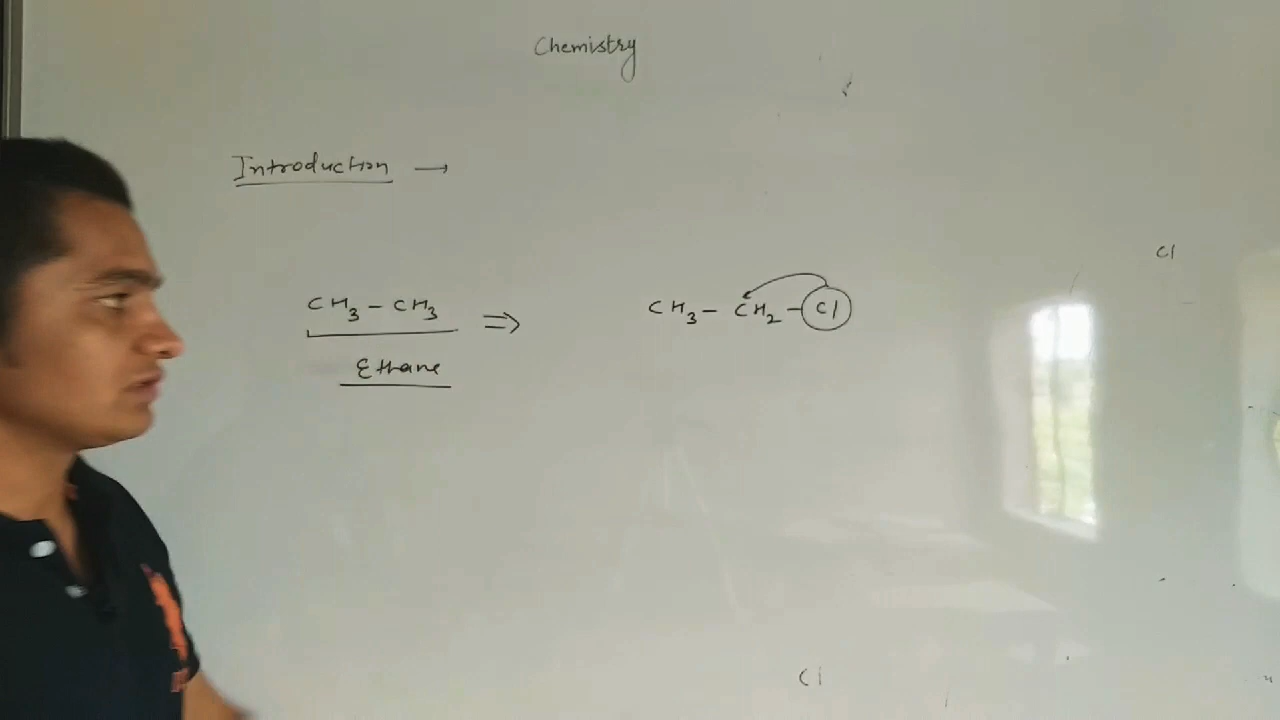 Chemistry
Introduction →
Cl
CH₃ – CH₃ ⇒ CH₃ – CH₂ – Cl
Ethane
Cl